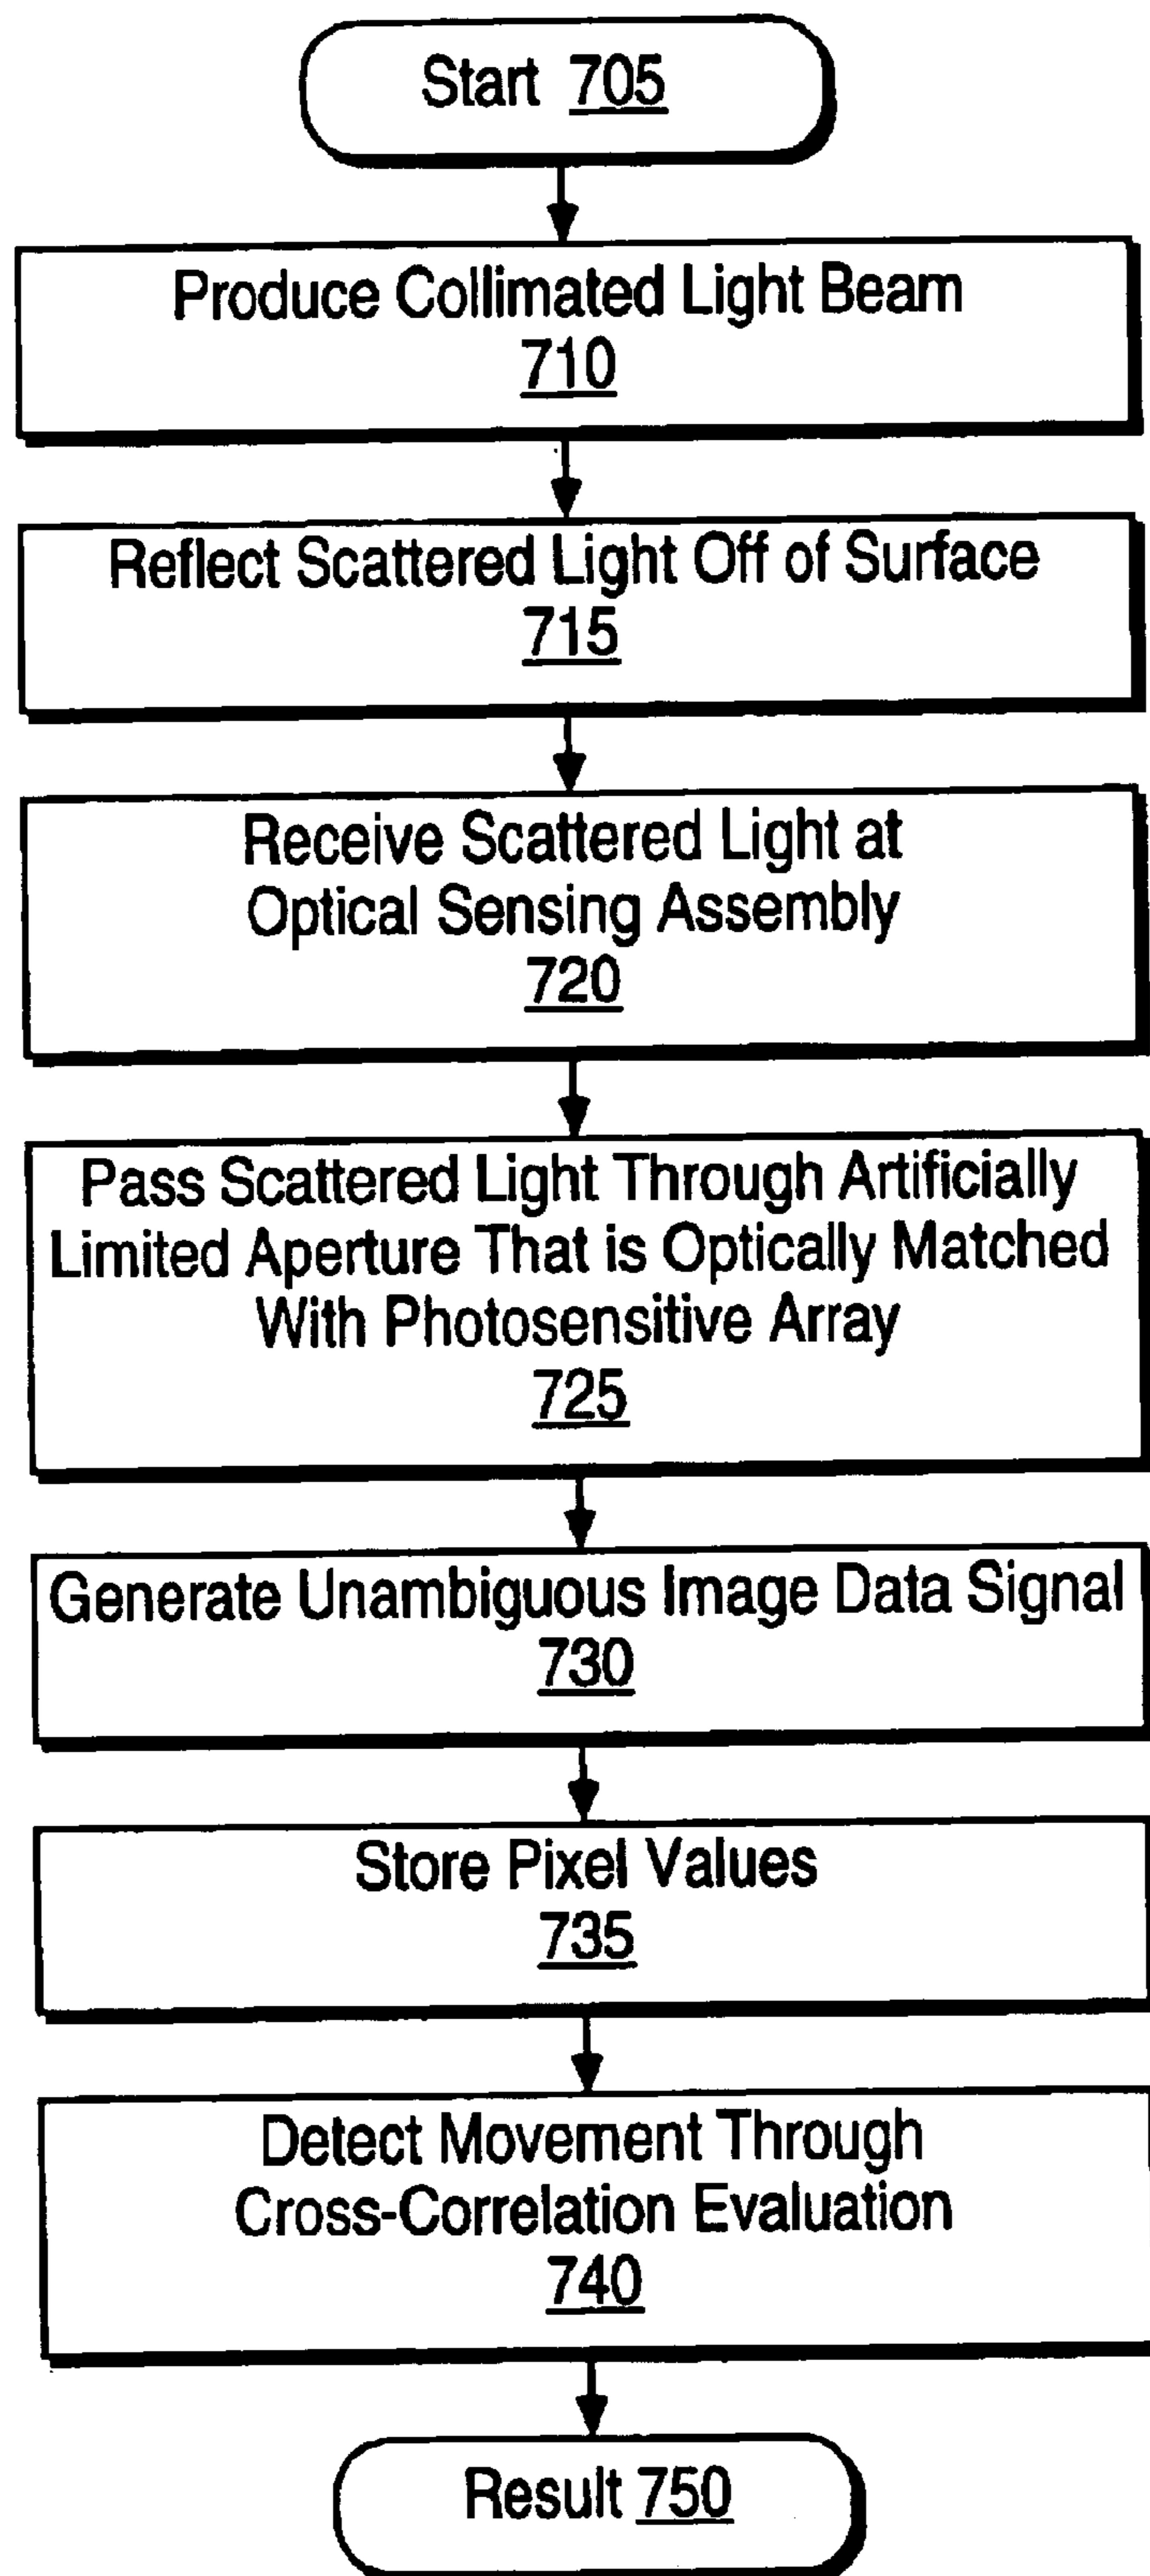 Start 705
Produce Collimated Light Beam
710
Reflect Scattered Light Off of Surface
715
Receive Scattered Light at
Optical Sensing Assembly
720
Pass Scattered Light Through Artificially
Limited Aperture That is Optically Matched
With Photosensitive Array
725
Generate Unambiguous Image Data Signal
730
Store Pixel Values
735
Detect Movement Through
Cross-Correlation Evaluation
740
Result 750